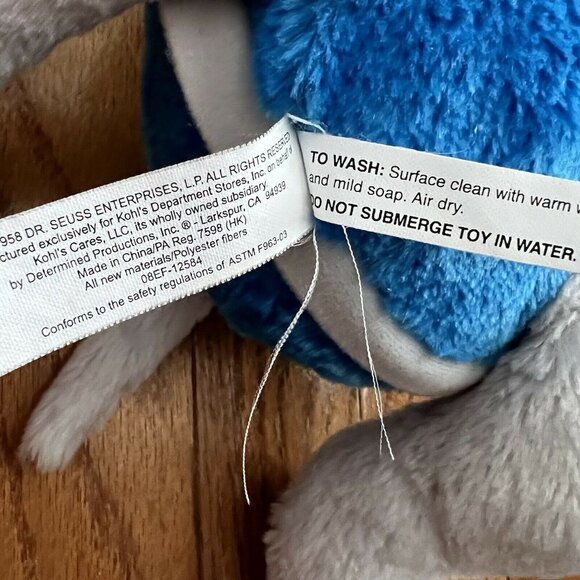 958 DR. SEUSS ENTERPRISES, L.P. ALL RIGHTS RESERVED
ctured exclusively for Kohl's Department Stores, Inc. on behalf of
Kohl's Cares, LLC, its wholly owned subsidiary
by Determined Productions, Inc.® - Larkspur, CA 94939
Made in China/PA Reg. 7598 (HK)
All new materials/Polyester fibers
08EF-12584
Conforms to the safety regulations of ASTM F963-03
TO WASH: Surface clean with warm w
and mild soap. Air dry.
DO NOT SUBMERGE TOY IN WATER.